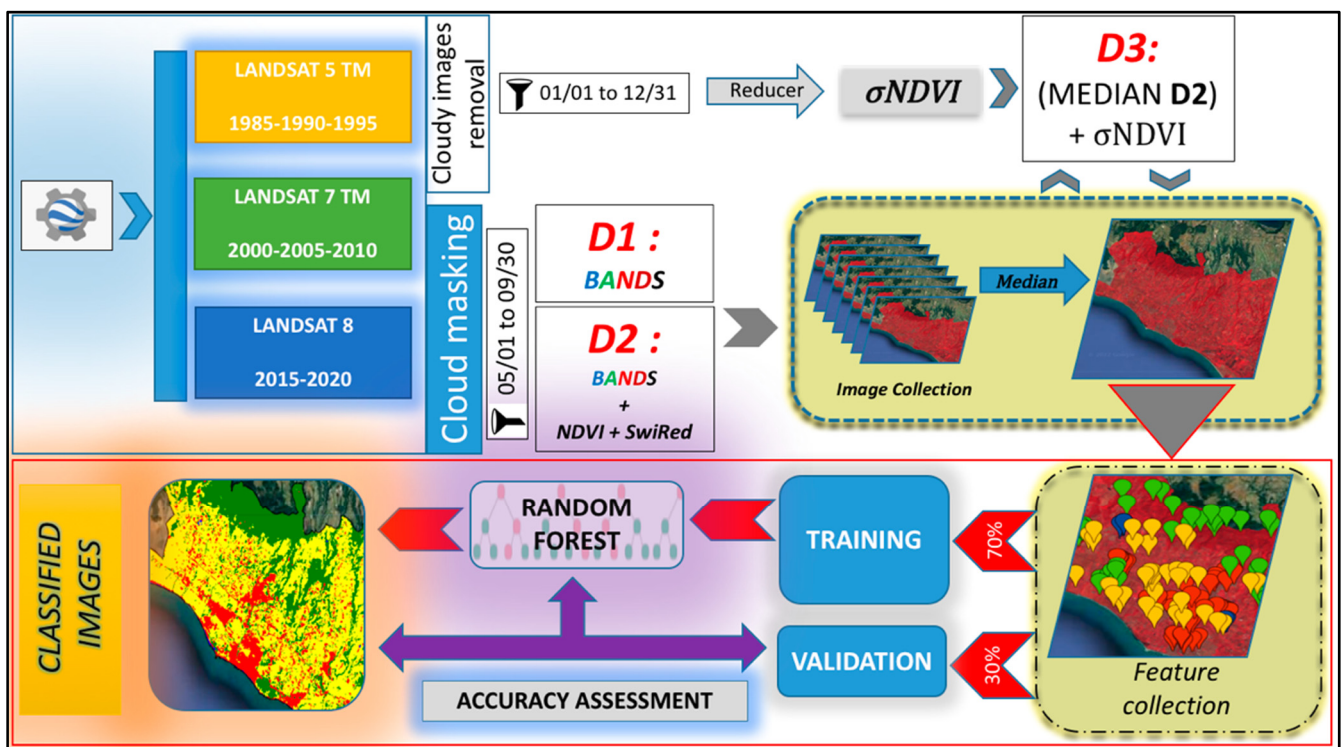 LANDSAT 5 TM
1985-1990-1995
LANDSAT 7 TM
2000-2005-2010
LANDSAT 8
2015-2020
Cloudy images
removal
Cloud masking
01/01 to 12/31
Reducer
σNDVI
D3:
(MEDIAN D2)
+ σNDVI
05/01 to 09/30
D1 :
BANDS
D2 :
BANDS
+
NDVI + SwiRed
Image Collection
Median
CLASSIFIED
IMAGES
RANDOM
FOREST
TRAINING
70%
VALIDATION
30%
Feature
collection
ACCURACY ASSESSMENT